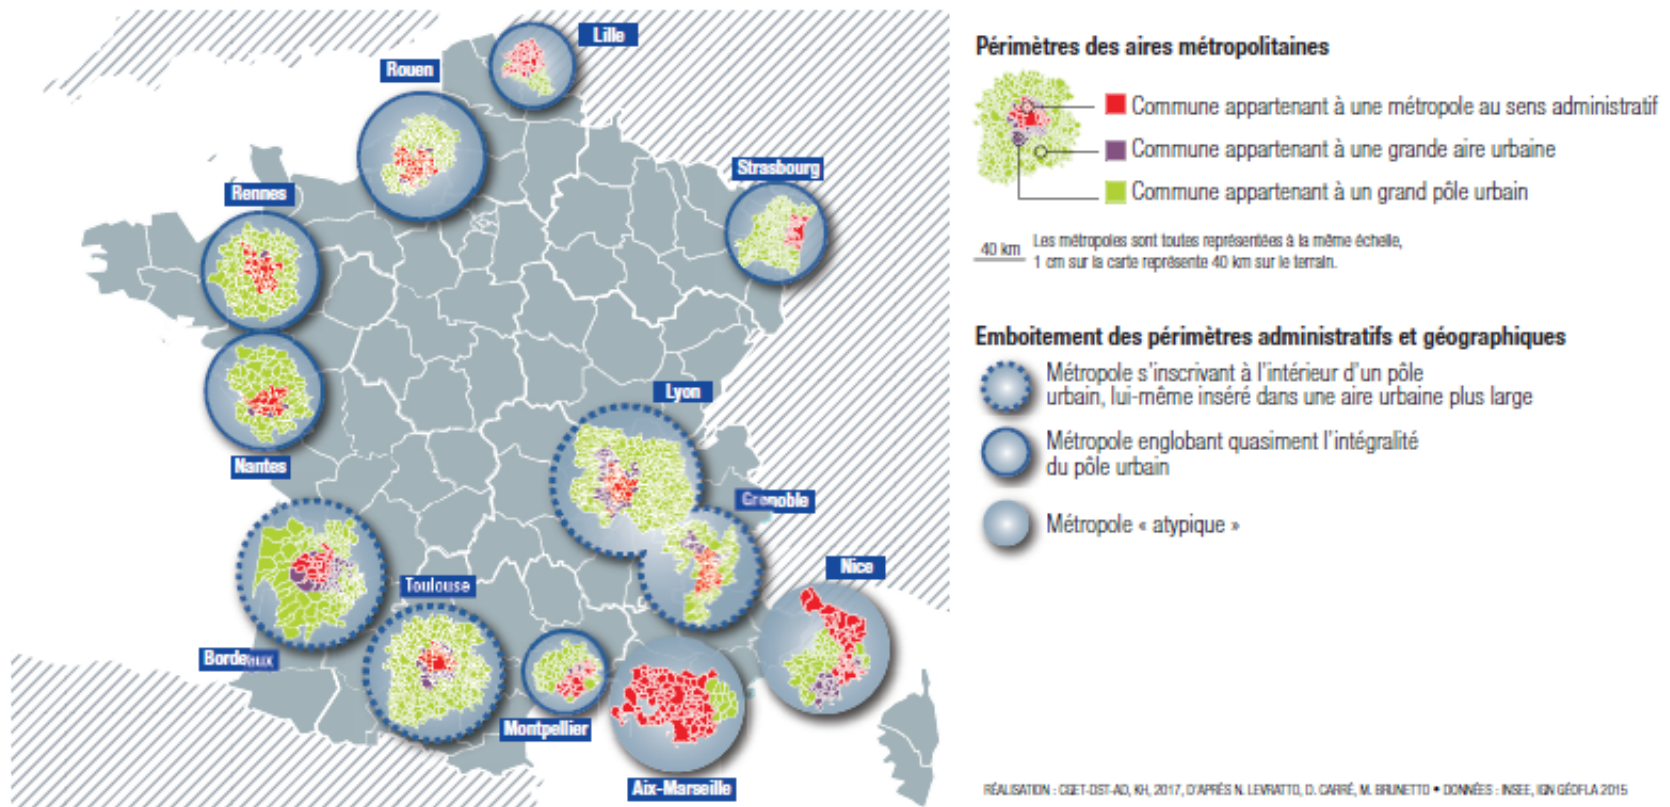 Lille
Rouen
Strasbourg
Rennes
Lyon
Nantes
Grenoble
Nice
Toulouse
Bordeaux
Montpellier
Aix-Marseille
Périmètres des aires métropolitaines
Commune appartenant à une métropole au sens administratif
Commune appartenant à une grande aire urbaine
Commune appartenant à un grand pôle urbain
40 km
Les métropoles sont toutes représentées à la même échelle,
1 cm sur la carte représente 40 km sur le terrain.
Emboitement des périmètres administratifs et géographiques
Métropole s'inscrivant à l'intérieur d'un pôle
urbain, lui-même inséré dans une aire urbaine plus large
Métropole englobant quasiment l'intégralité
du pôle urbain
Métropole « atypique »
RÉALISATION : CGET-DST-AD, KH, 2017, D'APRÉS N. LEVRATTO, D. CARRÉ, M. BRUNETTO • DONNÉES : INSEE, IGN GÉOFLA 2015